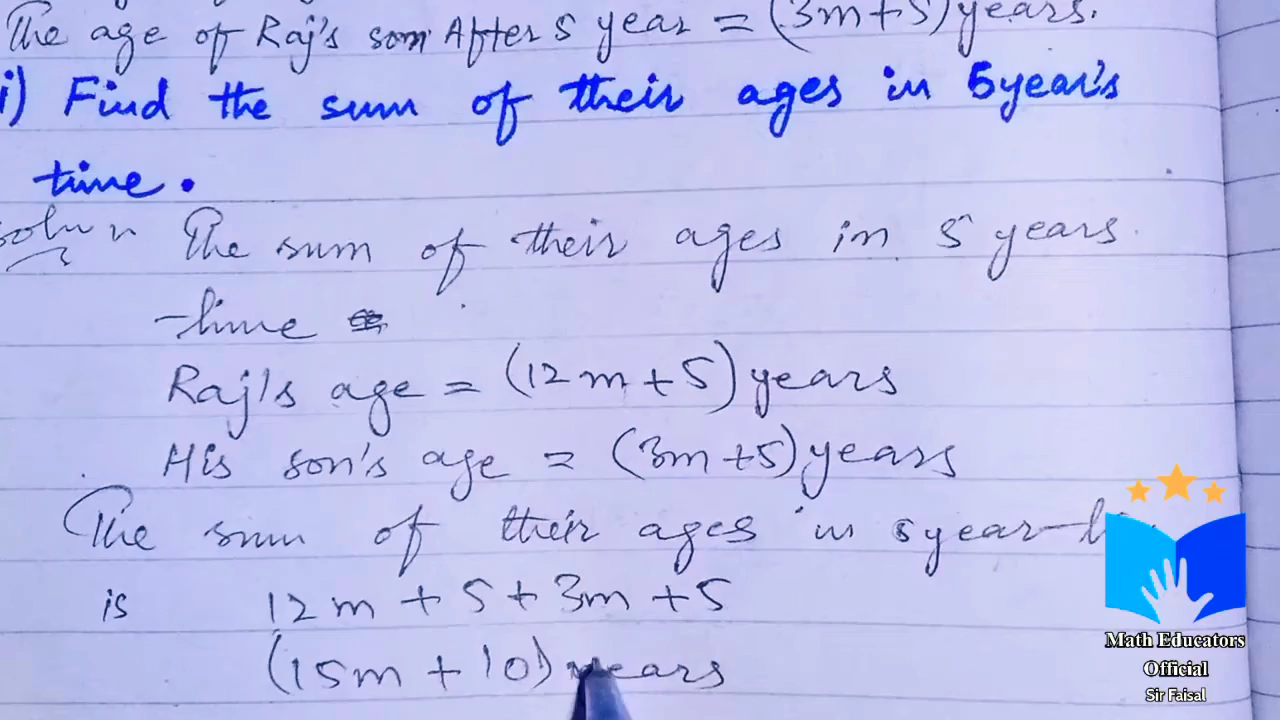 The age of Raj's son After 5 year = (3m+5) years.
i) Find the sum of their ages in 5 year's
time.
soln The sum of their ages in 5 years
time
Raj's age = (12m+5) years
His son's age = (3m+5) years
The sum of their ages in 5 year
is 12m + 5 + 3m + 5
(15m + 10) years
Math Educators
Official
Sir Faisal